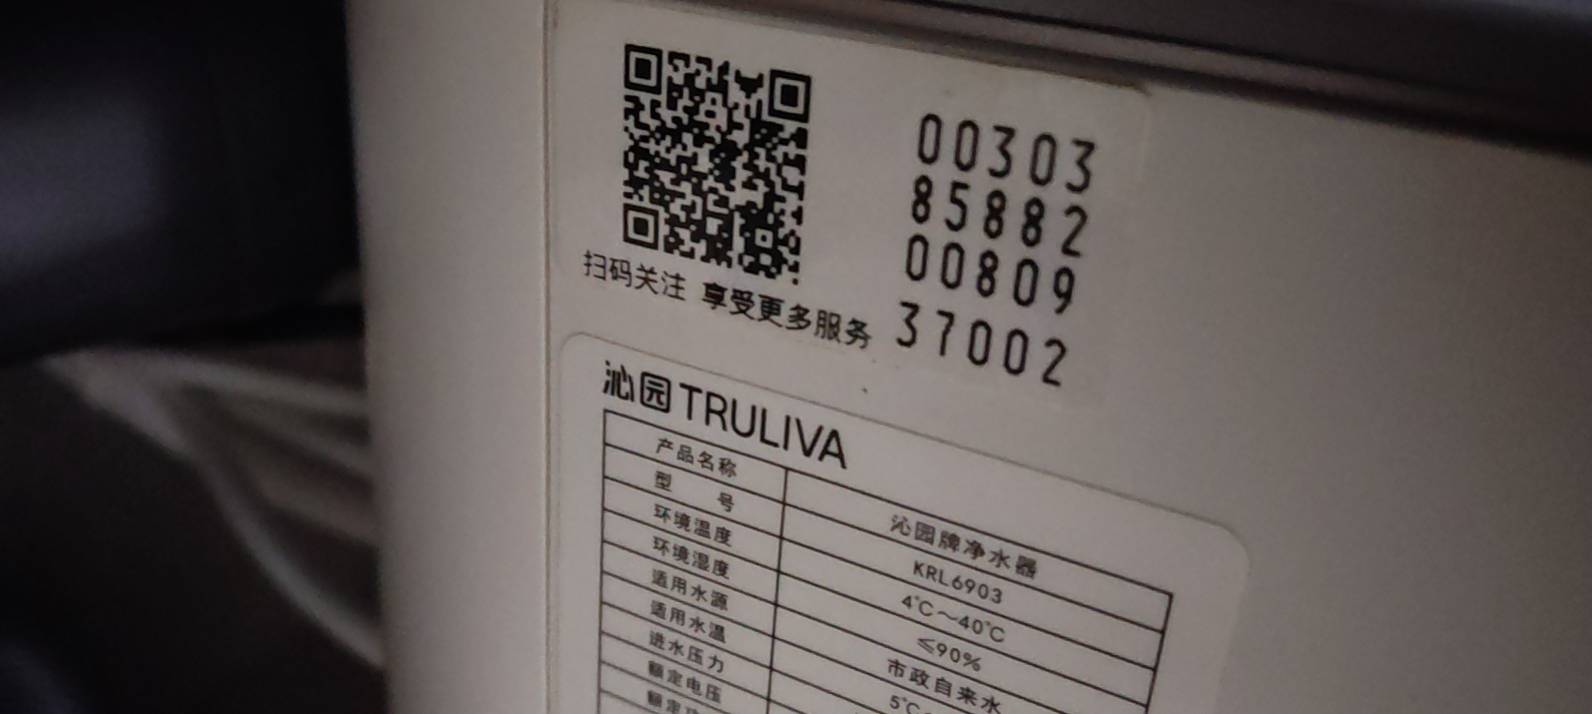 00303
85882
00809
37002
扫码关注 享受更多服务
沁园 TRULIVA
产品名称 沁园牌净水器
型 号 KRL6903
环境温度 4℃～40℃
环境湿度 ≤90%
适用水源 市政自来水
适用水温 5℃
进水压力
额定电压
额定